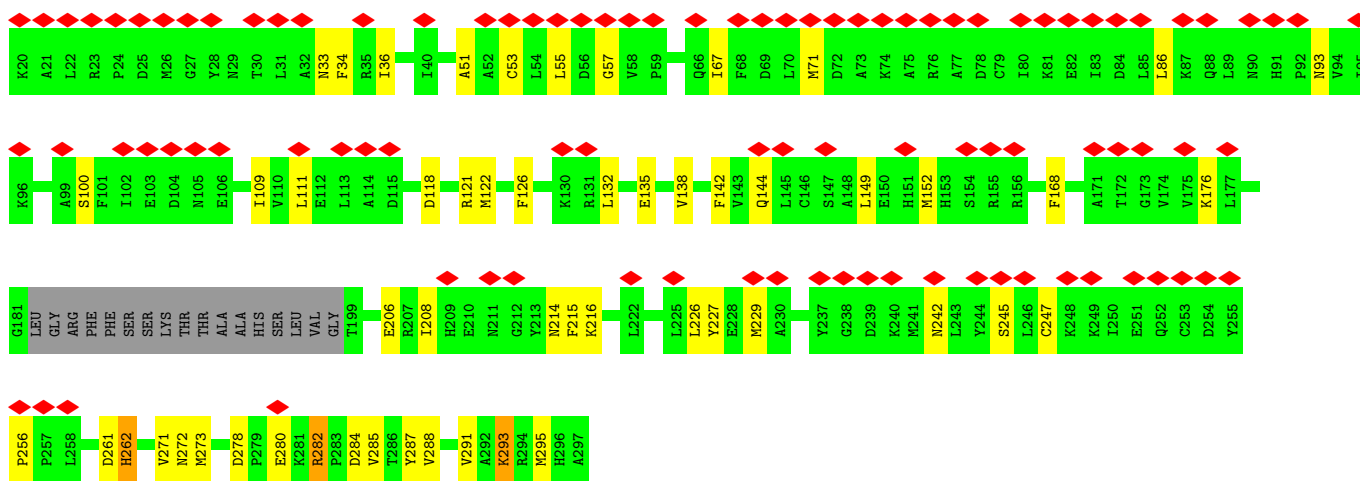 K20 A21 L22 R23 P24 D25 M26 G27 Y28 N29 T30 L31 A32 N33 F34 R35 I36 I40 A51 A52 C53 L54 L55 D56 G57 V58 P59 Q66 I67 F68 D69 L70 M71 D72 A73 K74 A75 R76 A77 D78 C79 I80 K81 E82 I83 D84 L85 L86 K87 Q88 L89 N90 H91 P92 N93 V94
K96 A99 S100 F101 I102 E103 D104 N105 E106 I109 V110 L111 E112 L113 A114 D115 D118 R121 M122 F126 K130 R131 L132 E135 V138 F142 V143 Q144 L145 C146 S147 A148 L149 E150 H151 M152 H153 S154 R155 R156 F168 A171 T172 G173 V174 V175 K176 L177
G181 LEU GLY ARG PHE PHE SER SER LYS THR THR ALA ALA HIS SER LEU VAL GLY T199 E206 R207 I208 H209 E210 N211 G212 Y213 N214 F215 K216 L222 L225 L226 Y227 E228 M229 A230 Y237 G238 D239 K240 M241 N242 L243 Y244 S245 L246 C247 K248 K249 I250 E251 Q252 C253 D254 Y255
P256 P257 L258 D261 H262 V271 N272 M273 D278 P279 E280 K281 R282 P283 D284 V285 T286 Y287 V288 V291 A292 K293 R294 M295 H296 A297